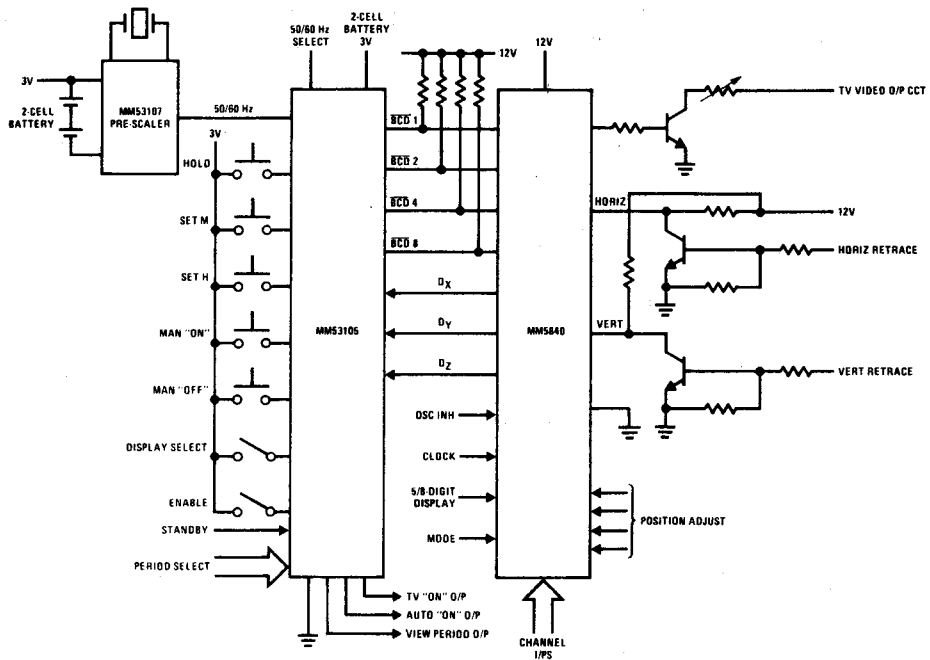 50/60 Hz
SELECT
2-CELL
BATTERY
3V
12V
12V
3V
2-CELL
BATTERY
MM53107
PRE-SCALER
50/60 Hz
3V
HOLD
SET M
SET H
MAN "ON"
MAN "OFF"
DISPLAY SELECT
ENABLE
STANDBY
PERIOD SELECT
MM53105
BCD 1
BCD 2
BCD 4
BCD 8
DX
DY
DZ
OSC INH
CLOCK
5/8-DIGIT
DISPLAY
MODE
MM5840
TV VIDEO O/P CCT
HORIZ
12V
HORIZ RETRACE
VERT
VERT RETRACE
POSITION ADJUST
TV "ON" O/P
AUTO "ON" O/P
VIEW PERIOD O/P
CHANNEL
I/PS